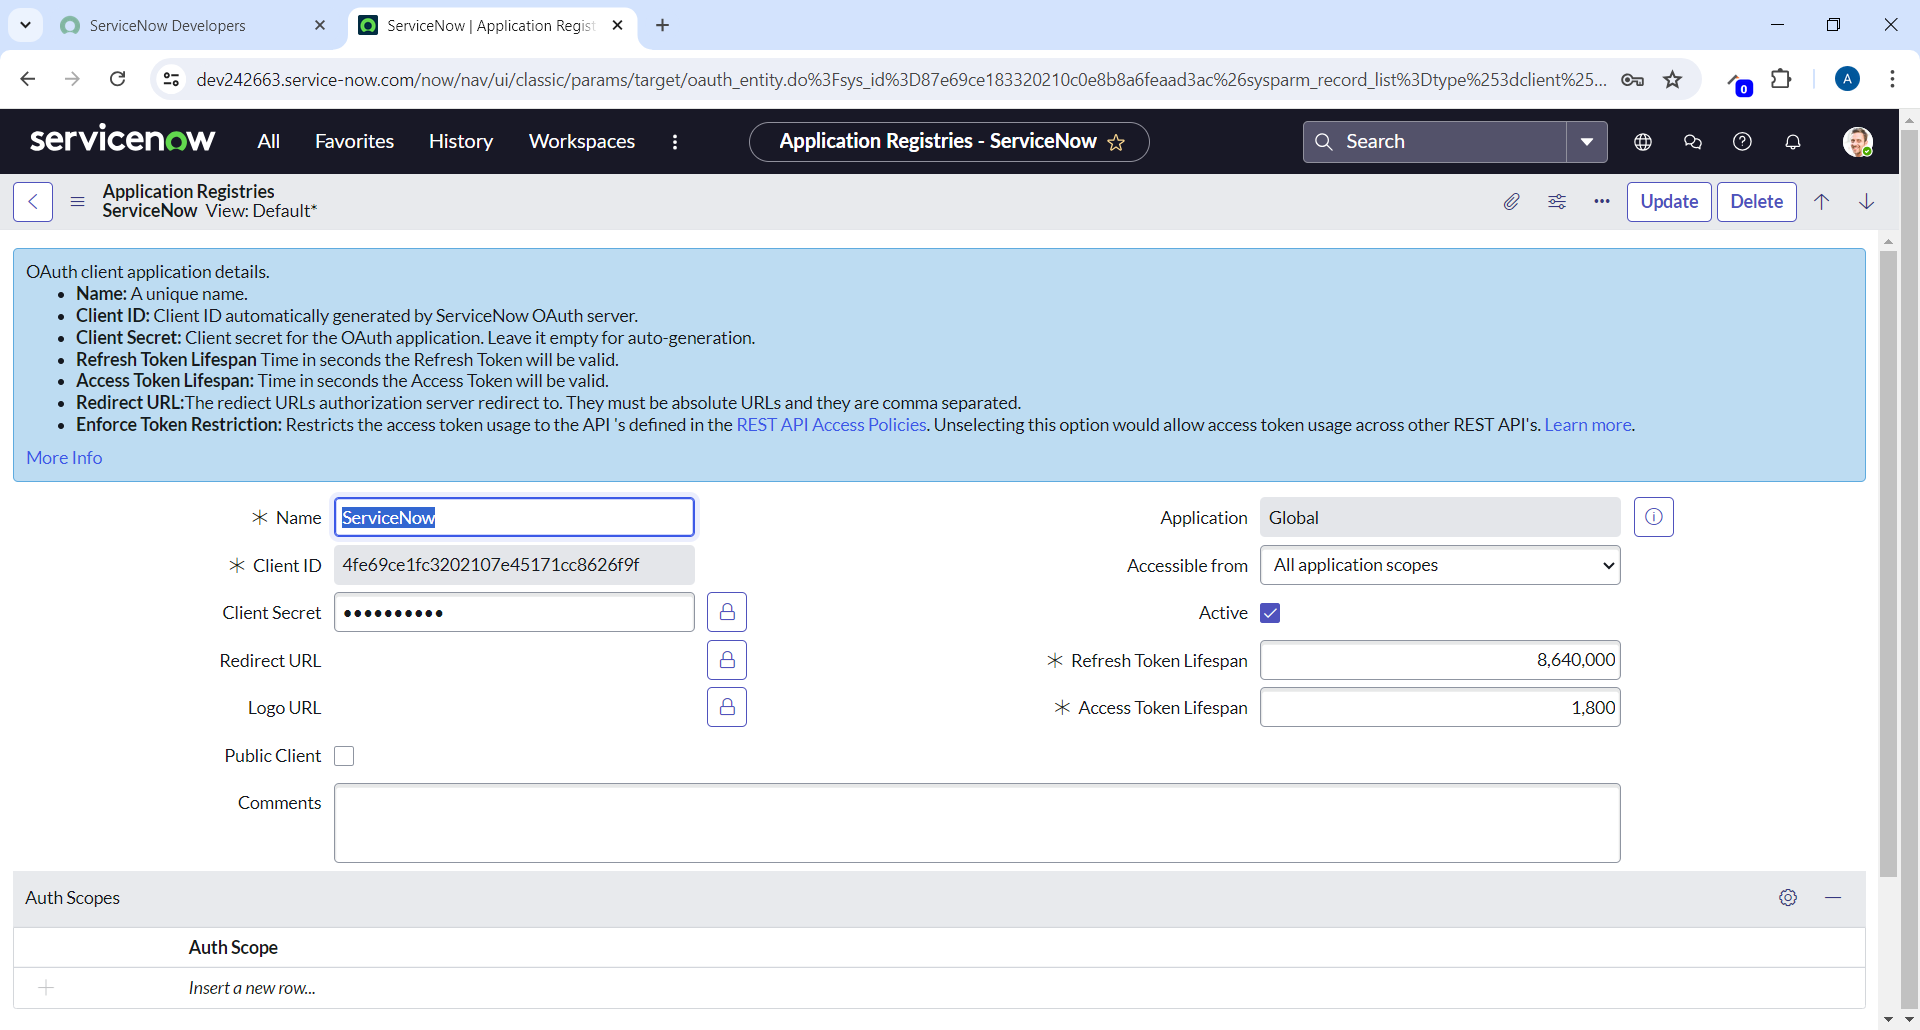 ServiceNow Developers
ServiceNow | Application Regist
dev242663.service-now.com/now/nav/ui/classic/params/target/oauth_entity.do%3Fsys_id%3D87e69ce183320210c0e8b8a6feaad3ac%26sysparm_record_list%3Dtype%253dclient%25...
0
A
servicenow
All
Favorites
History
Workspaces
Application Registries - ServiceNow
Search
Application Registries
ServiceNow View: Default*
Update
Delete
OAuth client application details.
• Name: A unique name.
• Client ID: Client ID automatically generated by ServiceNow OAuth server.
• Client Secret: Client secret for the OAuth application. Leave it empty for auto-generation.
• Refresh Token Lifespan Time in seconds the Refresh Token will be valid.
• Access Token Lifespan: Time in seconds the Access Token will be valid.
• Redirect URL:The rediect URLs authorization server redirect to. They must be absolute URLs and they are comma separated.
• Enforce Token Restriction: Restricts the access token usage to the API 's defined in the REST API Access Policies. Unselecting this option would allow access token usage across other REST API's. Learn more.
More Info
Name
ServiceNow
Application
Global
Client ID
4fe69ce1fc3202107e45171cc8626f9f
Accessible from
All application scopes
Client Secret
••••••••••
Active
Redirect URL
Refresh Token Lifespan
8,640,000
Logo URL
Access Token Lifespan
1,800
Public Client
Comments
Auth Scopes
Auth Scope
Insert a new row...